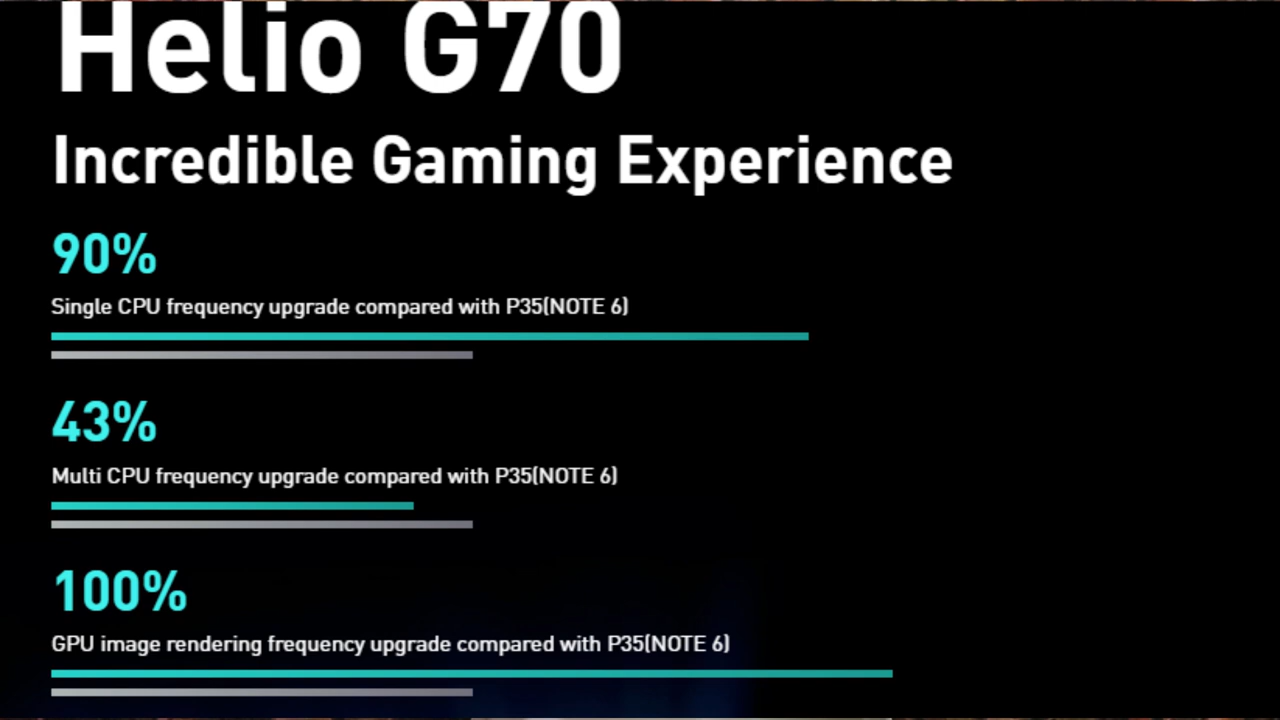 Helio G70
Incredible Gaming Experience
90%
Single CPU frequency upgrade compared with P35(NOTE 6)
43%
Multi CPU frequency upgrade compared with P35(NOTE 6)
100%
GPU image rendering frequency upgrade compared with P35(NOTE 6)